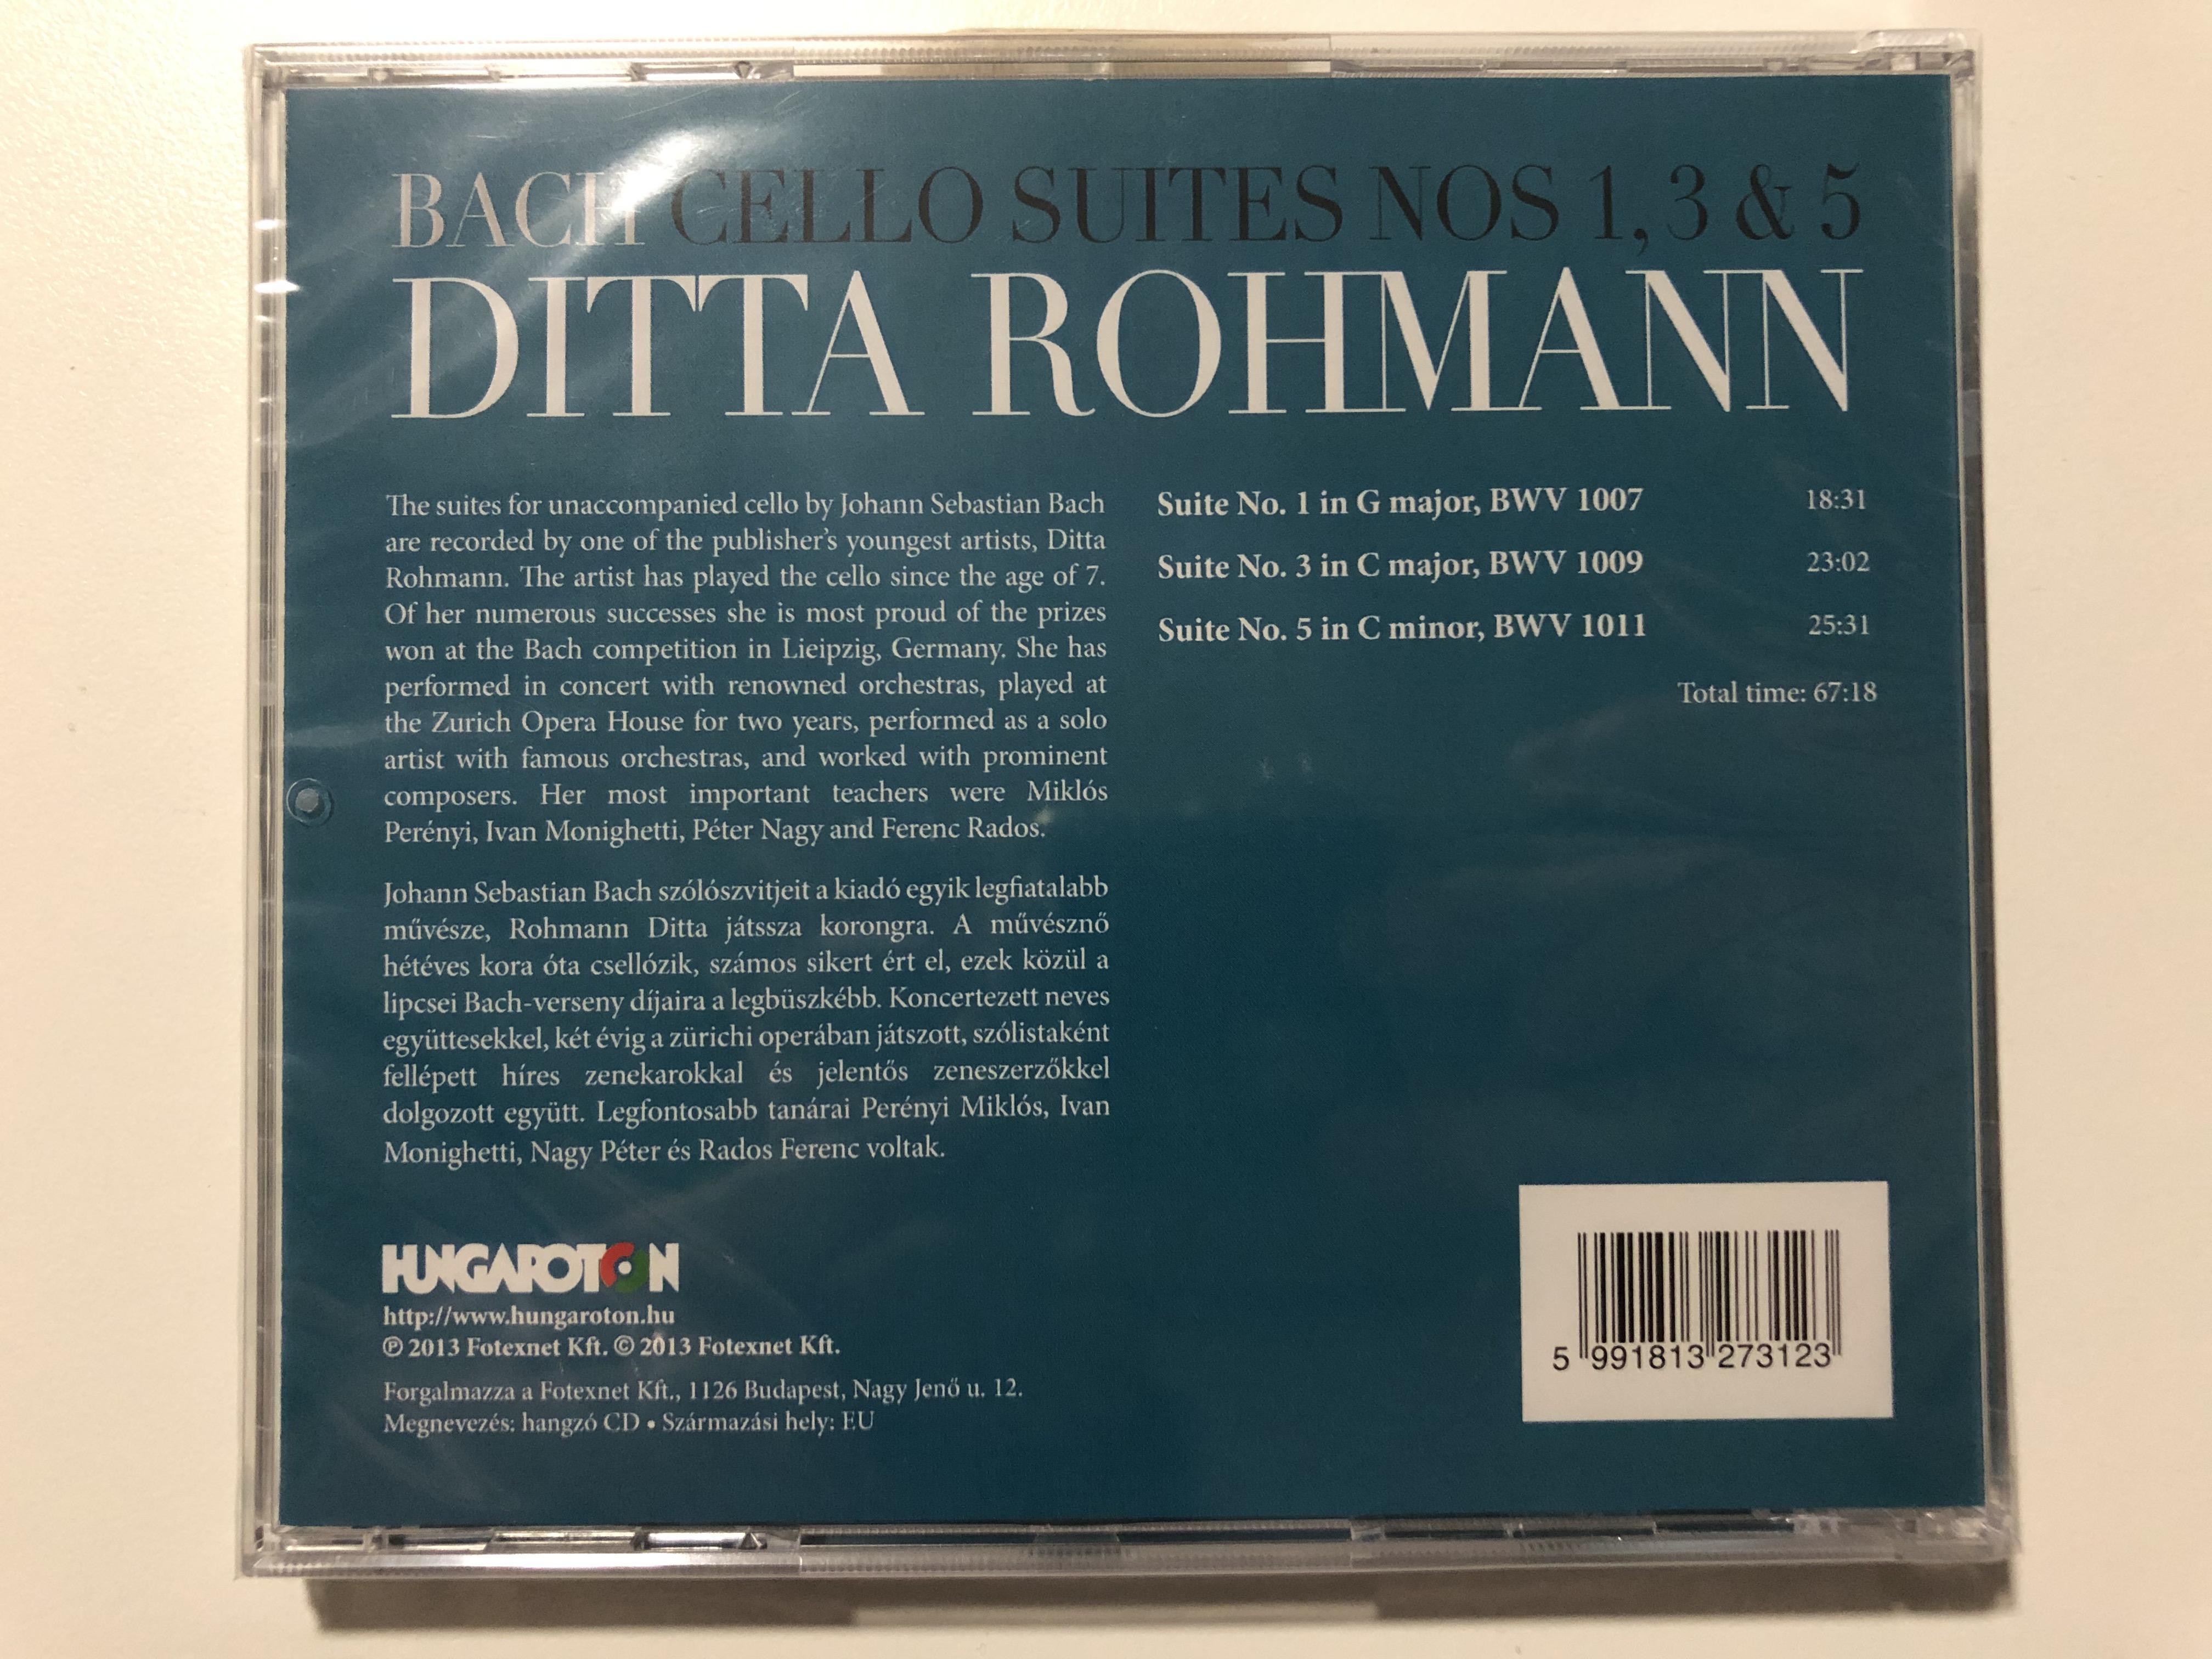 BACH CELLO SUITES NOS 1, 3 & 5
DITTA ROHMANN
The suites for unaccompanied cello by Johann Sebastian Bach
are recorded by one of the publisher's youngest artists, Ditta
Rohmann. The artist has played the cello since the age of 7.
Of her numerous successes she is most proud of the prizes
won at the Bach competition in Lieipzig, Germany. She has
performed in concert with renowned orchestras, played at
the Zurich Opera House for two years, performed as a solo
artist with famous orchestras, and worked with prominent
composers. Her most important teachers were Miklós
Perényi, Ivan Monighetti, Péter Nagy and Ferenc Rados.
Johann Sebastian Bach szólószvitjeit a kiadó egyik legfiatalabb
művésze, Rohmann Ditta játssza korongra. A művésznő
hétéves kora óta csellózik, számos sikert ért el, ezek közül a
lipcsei Bach-verseny díjaira a legbüszkébb. Koncertezett neves
együttesekkel, két évig a zürichi operában játszott, szólistaként
fellépett híres zenekarokkal és jelentős zeneszerzőkkel
dolgozott együtt. Legfontosabb tanárai Perényi Miklós, Ivan
Monighetti, Nagy Péter és Rados Ferenc voltak.
Suite No. 1 in G major, BWV 1007 18:31
Suite No. 3 in C major, BWV 1009 23:02
Suite No. 5 in C minor, BWV 1011 25:31
Total time: 67:18
HUNGAROTON
http://www.hungaroton.hu
℗ 2013 Fotexnet Kft. © 2013 Fotexnet Kft.
Forgalmazza a Fotexnet Kft., 1126 Budapest, Nagy Jenő u. 12.
Megnevezés: hangzó CD • Származási hely: EU
5 991813 273123